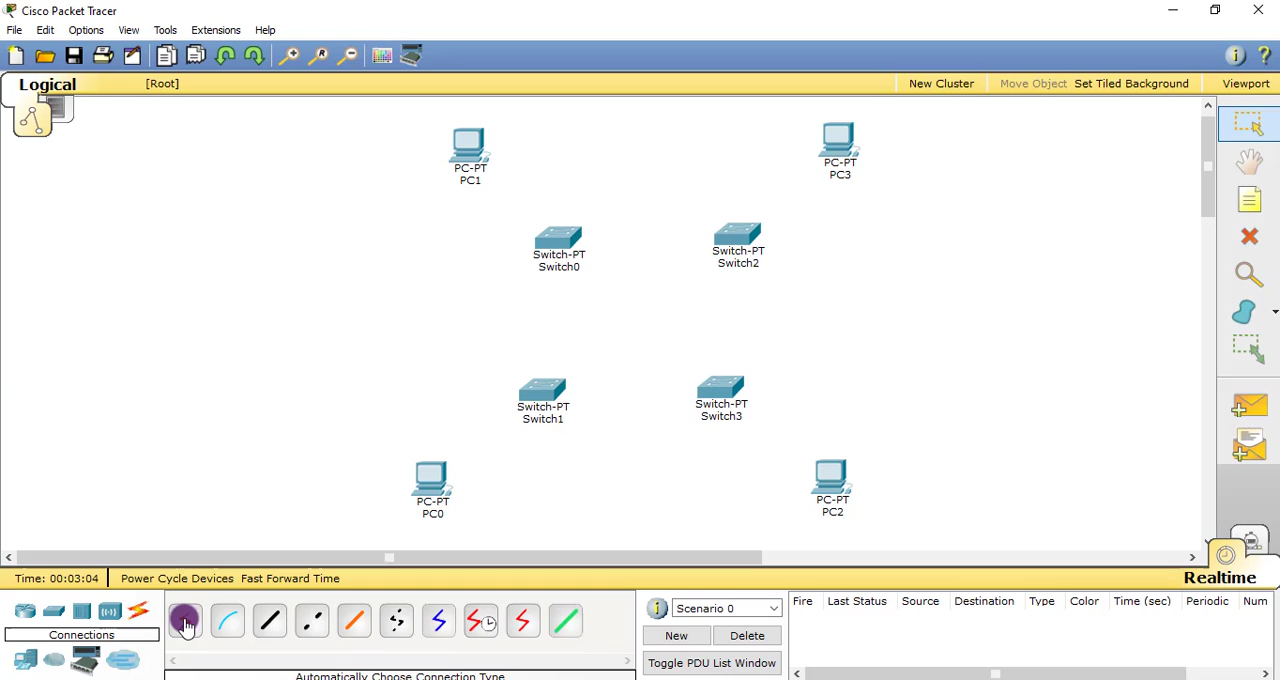 Cisco Packet Tracer
File Edit Options View Tools Extensions Help
Logical [Root] New Cluster Move Object Set Tiled Background Viewport
PC-PT
PC1
PC-PT
PC3
Switch-PT
Switch0
Switch-PT
Switch2
Switch-PT
Switch1
Switch-PT
Switch3
PC-PT
PC0
PC-PT
PC2
Time: 00:03:04 Power Cycle Devices Fast Forward Time Realtime
Connections
Automatically Choose Connection Type
Scenario 0
New Delete
Toggle PDU List Window
Fire Last Status Source Destination Type Color Time (sec) Periodic Num